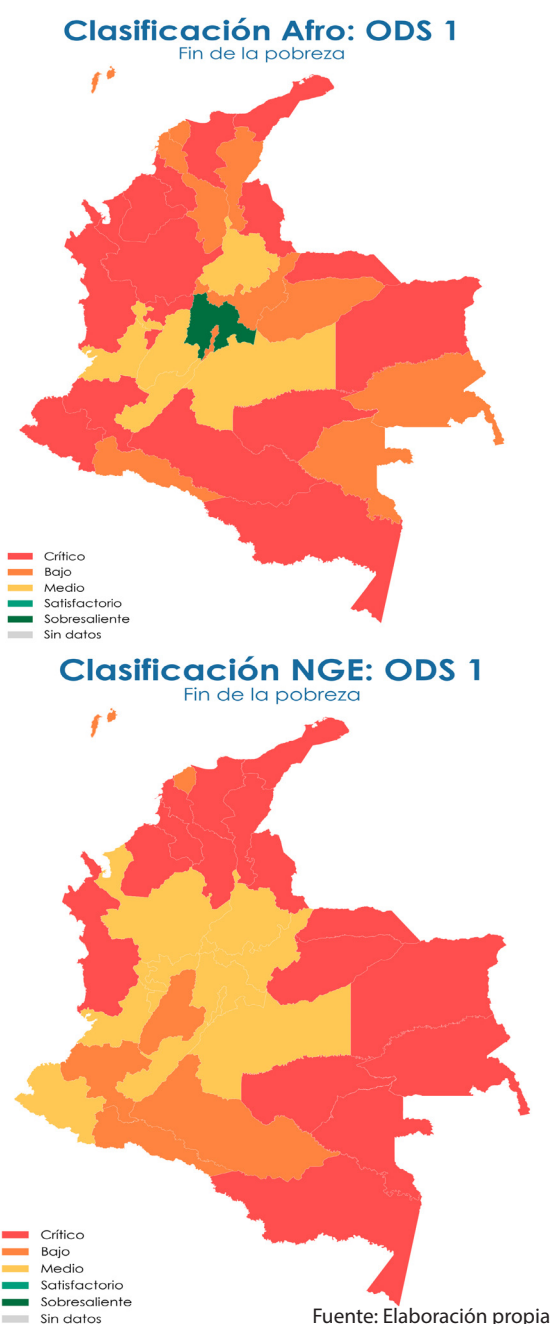 Clasificación Afro: ODS 1
Fin de la pobreza
Crítico
Bajo
Medio
Satisfactorio
Sobresaliente
Sin datos
Clasificación NGE: ODS 1
Fin de la pobreza
Crítico
Bajo
Medio
Satisfactorio
Sobresaliente
Sin datos
Fuente: Elaboración propia